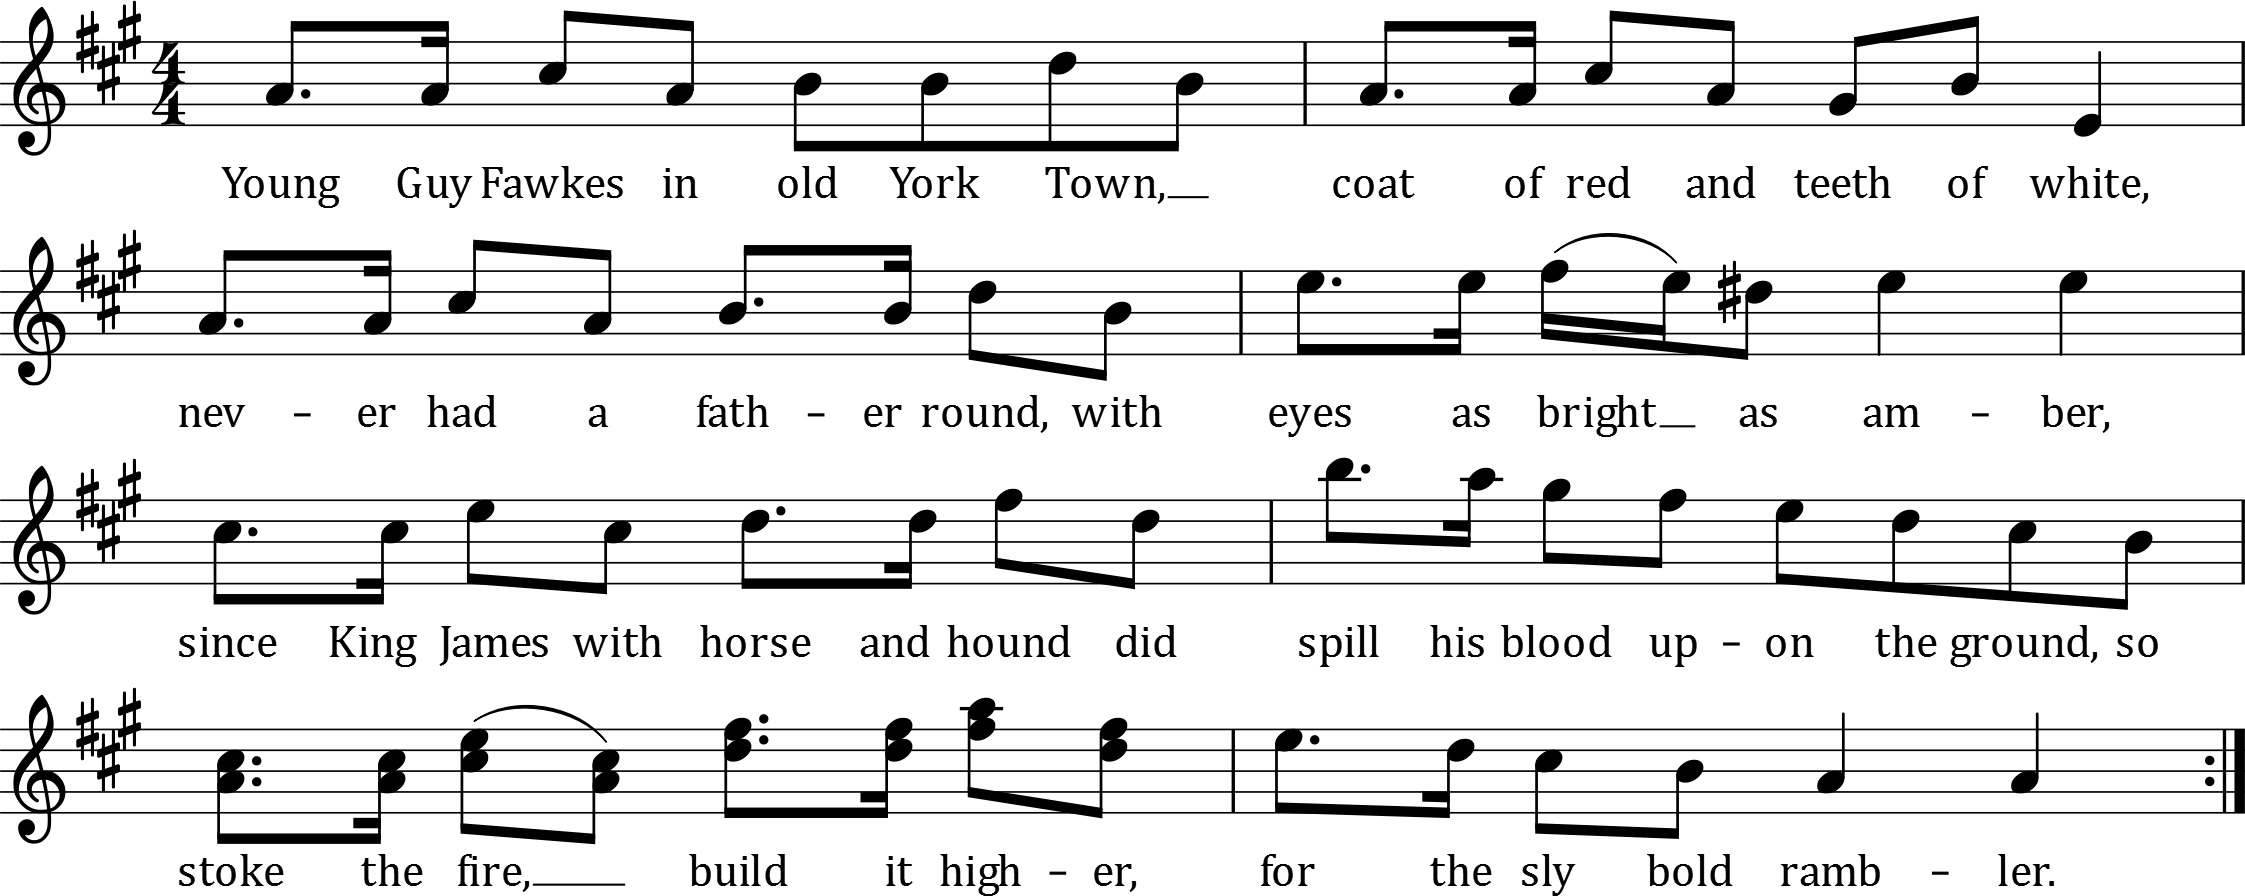 Young Guy Fawkes in old York Town, coat of red and teeth of white,
nev – er had a fath – er round, with eyes as bright as am – ber,
since King James with horse and hound did spill his blood up – on the ground, so
stoke the fire, build it high – er, for the sly bold ramb – ler.